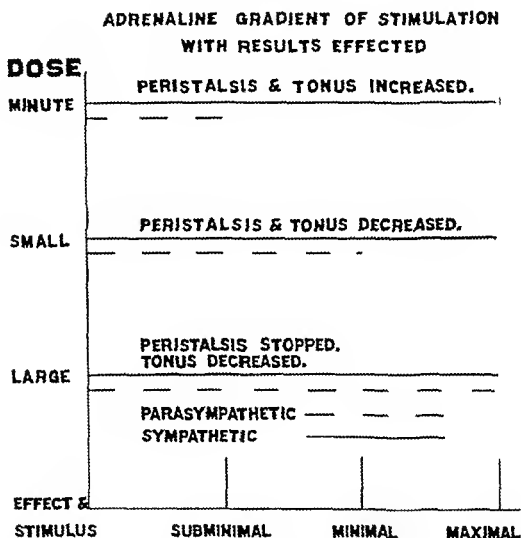 ADRENALINE GRADIENT OF STIMULATION
WITH RESULTS EFFECTED
DOSE
MINUTE
PERISTALSIS & TONUS INCREASED.
SMALL
PERISTALSIS & TONUS DECREASED.
LARGE
PERISTALSIS STOPPED.
TONUS DECREASED.
PARASYMPATHETIC
SYMPATHETIC
EFFECT &
STIMULUS SUBMINIMAL MINIMAL MAXIMAL